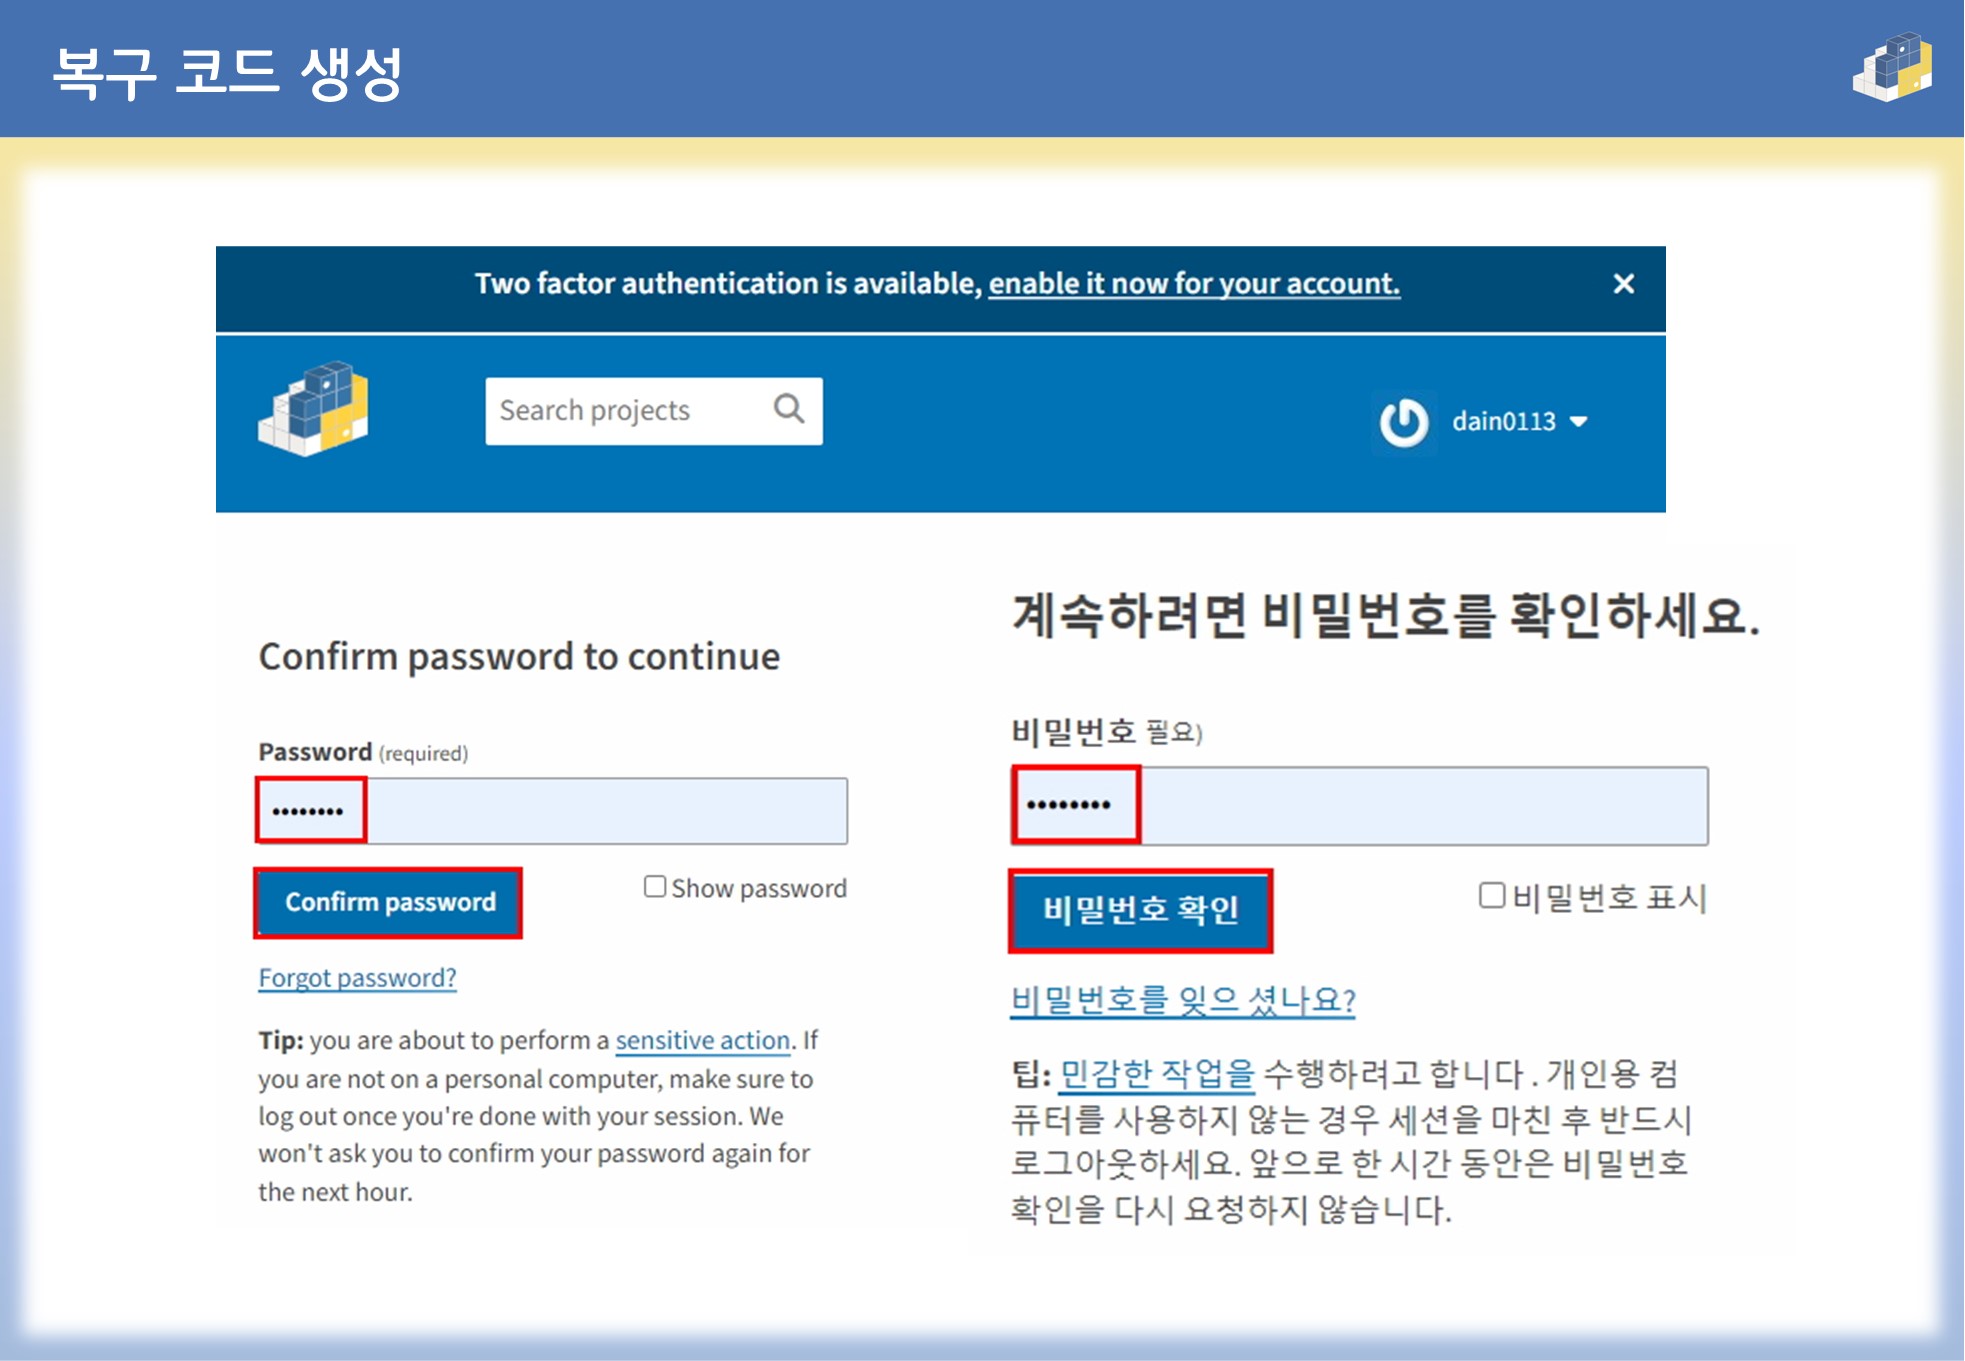 복구 코드 생성
Two factor authentication is available, enable it now for your account.
Search projects
dain0113
Confirm password to continue
Password (required)
••••••••
Confirm password
Show password
Forgot password?
Tip: you are about to perform a sensitive action. If
you are not on a personal computer, make sure to
log out once you're done with your session. We
won't ask you to confirm your password again for
the next hour.
계속하려면 비밀번호를 확인하세요.
비밀번호 필요)
••••••••
비밀번호 확인
비밀번호 표시
비밀번호를 잊으 셨나요?
팁: 민감한 작업을 수행하려고 합니다 . 개인용 컴
퓨터를 사용하지 않는 경우 세션을 마친 후 반드시
로그아웃하세요. 앞으로 한 시간 동안은 비밀번호
확인을 다시 요청하지 않습니다.